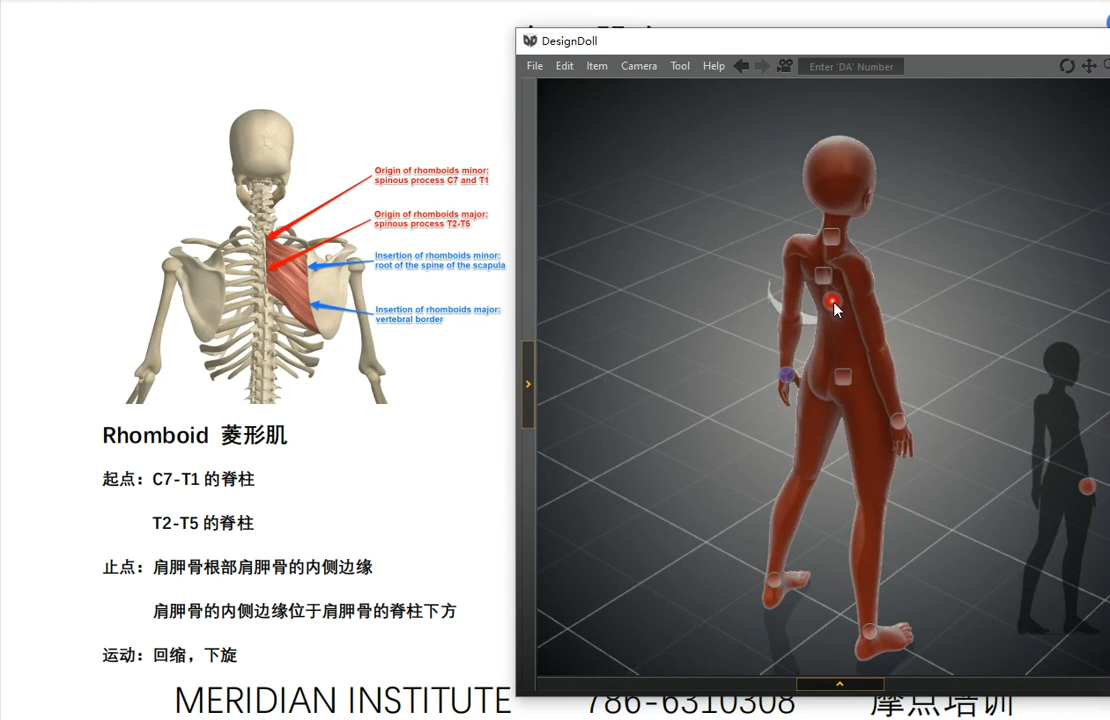 DesignDoll
File Edit Item Camera Tool Help Enter 'DA' Number
Origin of rhomboids minor:
spinous process C7 and T1
Origin of rhomboids major:
spinous process T2-T5
Insertion of rhomboids minor:
root of the spine of the scapula
Insertion of rhomboids major:
vertebral border
Rhomboid 菱形肌
起点：C7-T1 的脊柱
T2-T5 的脊柱
止点：肩胛骨根部肩胛骨的内侧边缘
肩胛骨的内侧边缘位于肩胛骨的脊柱下方
运动：回缩，下旋
MERIDIAN INSTITUTE 786-6310308 摩点培训